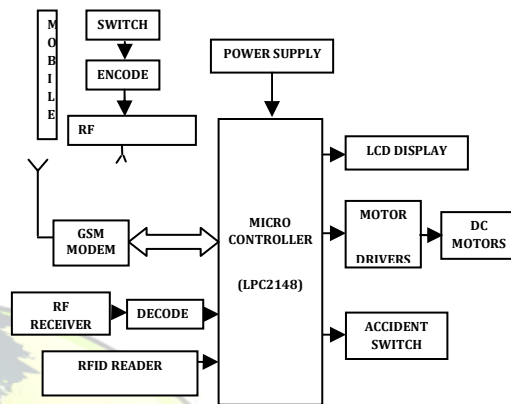 MOBILE
SWITCH
ENCODE
RF
POWER SUPPLY
LCD DISPLAY
GSM
MODEM
MICRO
CONTROLLER
(LPC2148)
MOTOR
DRIVERS
DC
MOTORS
RF
RECEIVER
DECODE
ACCIDENT
SWITCH
RFID READER